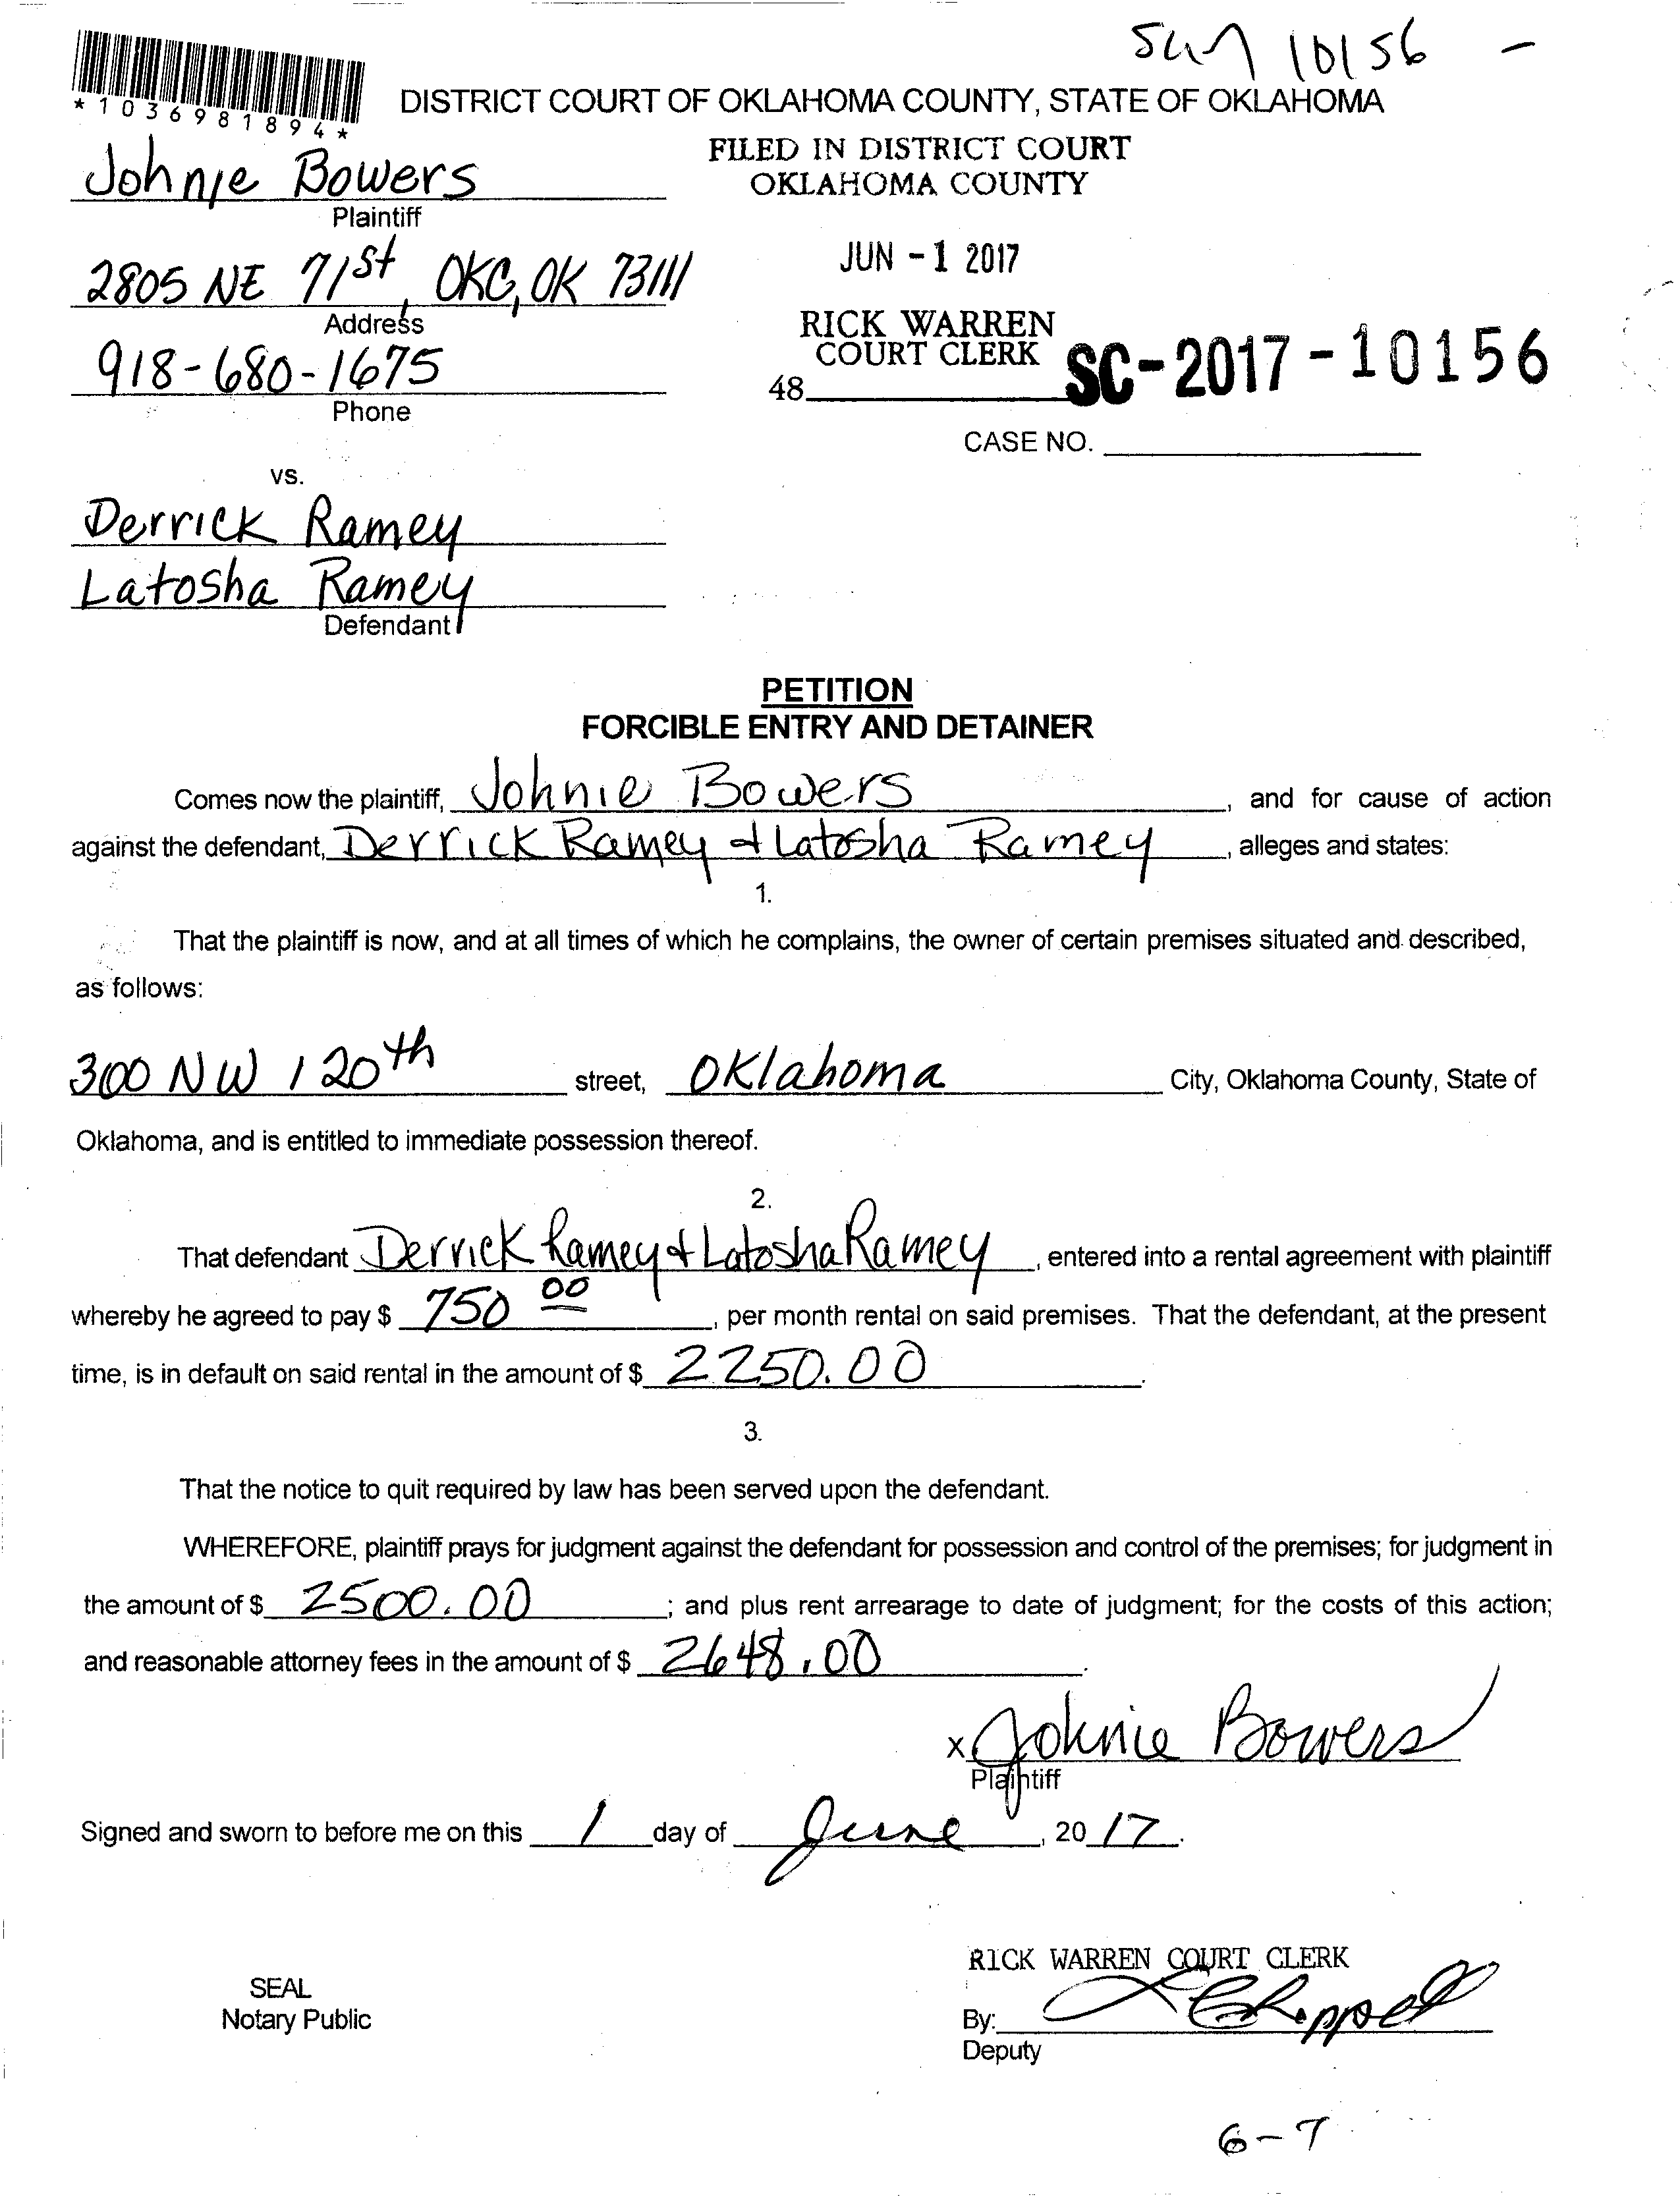 10156 -
*1036981894*
DISTRICT COURT OF OKLAHOMA COUNTY, STATE OF OKLAHOMA
FILED IN DISTRICT COURT
OKLAHOMA COUNTY
Johnie Bowers
Plaintiff
JUN -1 2017
2805 NE 71st, OKC, OK 73111
Address
RICK WARREN
COURT CLERK
SC-2017-10156
918-680-1675
48
Phone
CASE NO.
vs.
Derrick Ramey
Latosha Ramey
Defendant
PETITION
FORCIBLE ENTRY AND DETAINER
Comes now the plaintiff, Johnie Bowers, and for cause of action
against the defendant, Derrick Ramey & Latosha Ramey, alleges and states:
1.
That the plaintiff is now, and at all times of which he complains, the owner of certain premises situated and described,
as follows:
300 NW 120th street, Oklahoma City, Oklahoma County, State of
Oklahoma, and is entitled to immediate possession thereof.
2.
That defendant Derrick Ramey & Latosha Ramey, entered into a rental agreement with plaintiff
whereby he agreed to pay $ 750 00, per month rental on said premises. That the defendant, at the present
time, is in default on said rental in the amount of $ 2250.00.
3.
That the notice to quit required by law has been served upon the defendant.
WHEREFORE, plaintiff prays for judgment against the defendant for possession and control of the premises; for judgment in
the amount of $ 2500.00; and plus rent arrearage to date of judgment; for the costs of this action;
and reasonable attorney fees in the amount of $ 2648.00.
x Johnie Bowers
Plaintiff
Signed and sworn to before me on this 1 day of June, 2017.
RICK WARREN COURT CLERK
SEAL
Notary Public
By:
Deputy
6-7